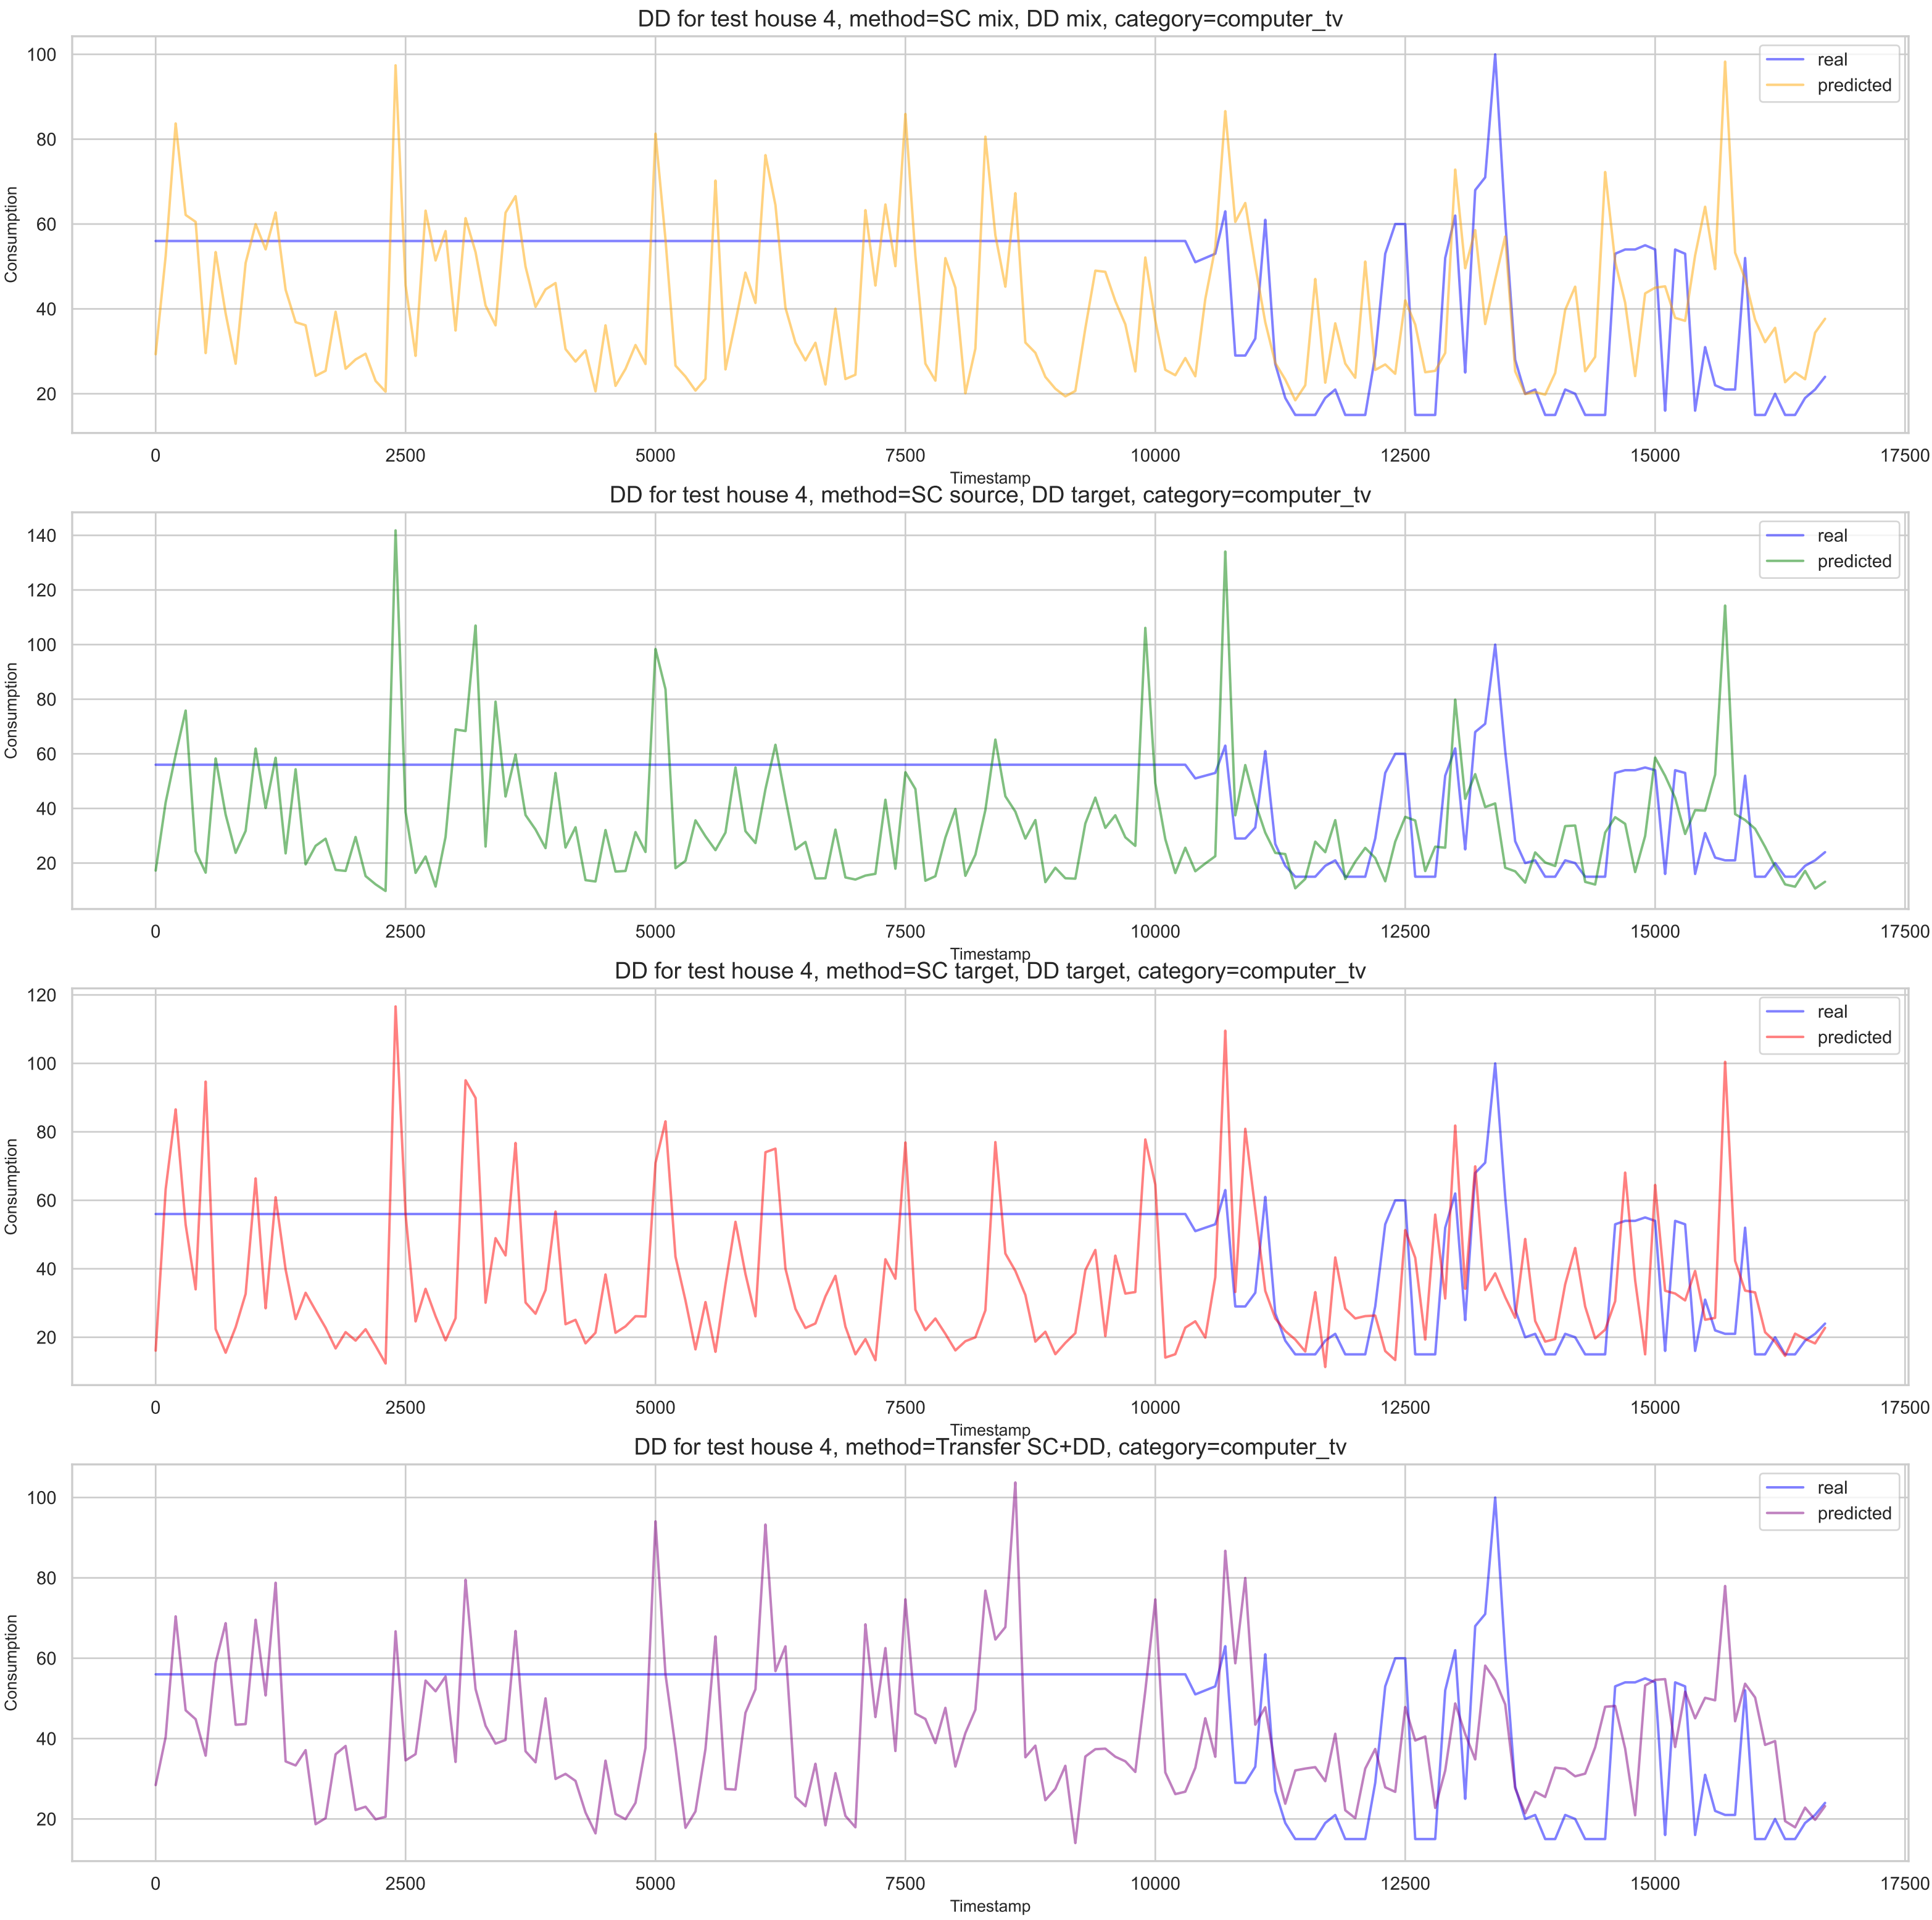 DD for test house 4, method=SC mix, DD mix, category=computer_tv
real
predicted
Consumption
100
80
60
40
20
0 2500 5000 7500 10000 12500 15000 17500
Timestamp
DD for test house 4, method=SC source, DD target, category=computer_tv
real
predicted
Consumption
140
120
100
80
60
40
20
0 2500 5000 7500 10000 12500 15000 17500
Timestamp
DD for test house 4, method=SC target, DD target, category=computer_tv
real
predicted
Consumption
120
100
80
60
40
20
0 2500 5000 7500 10000 12500 15000 17500
Timestamp
DD for test house 4, method=Transfer SC+DD, category=computer_tv
real
predicted
Consumption
100
80
60
40
20
0 2500 5000 7500 10000 12500 15000 17500
Timestamp